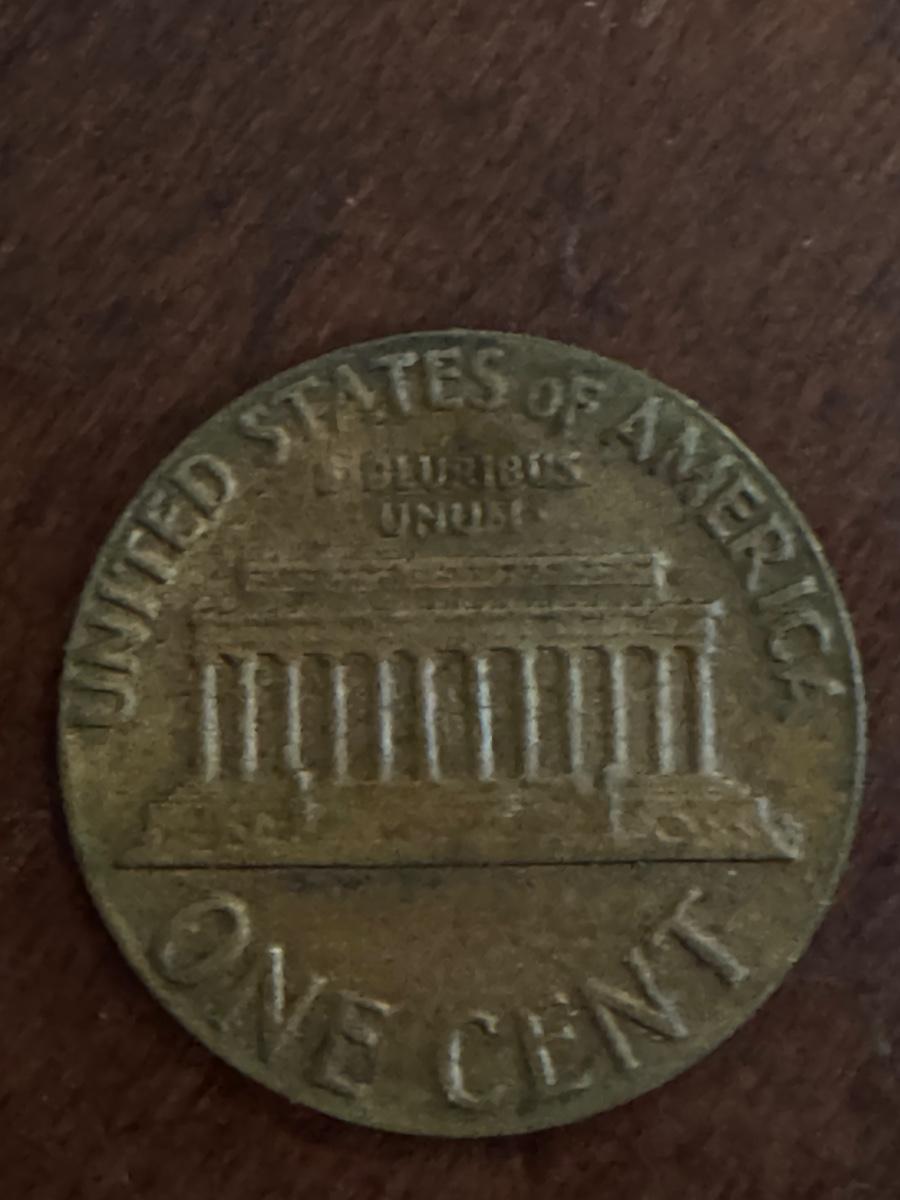 UNITED STATES OF AMERICA
E PLURIBUS
UNUM
ONE CENT